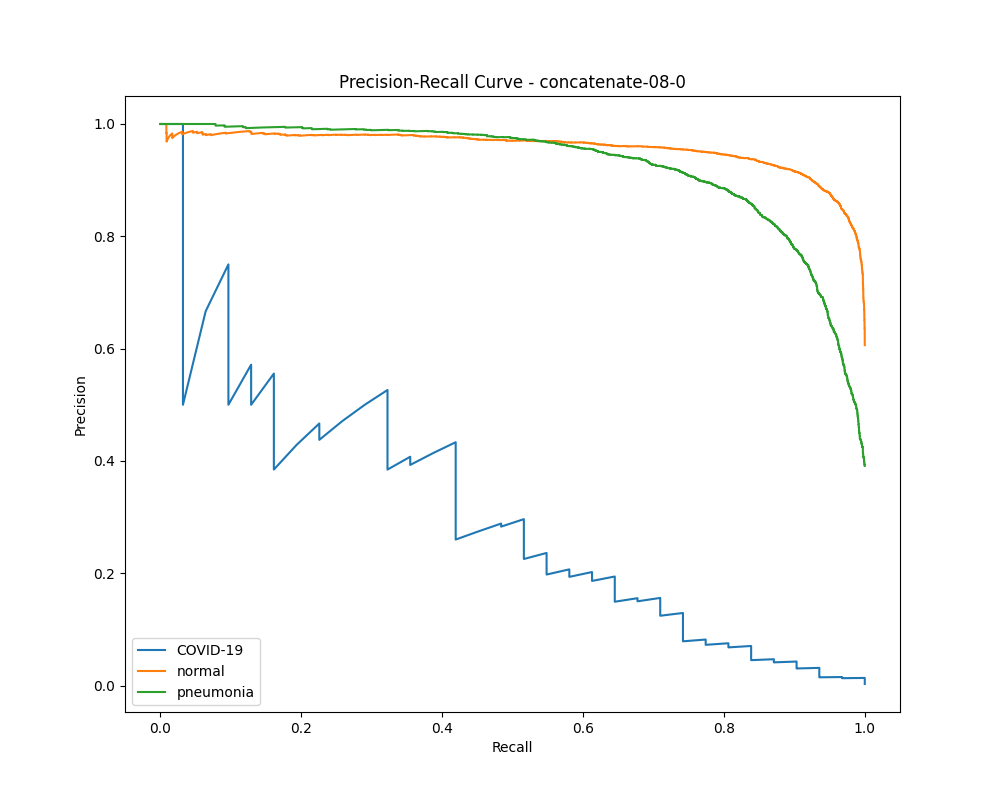 Precision-Recall Curve - concatenate-08-0
1.0
0.8
0.6
0.4
0.2
0.0
Precision
COVID-19
normal
pneumonia
0.0 0.2 0.4 0.6 0.8 1.0
Recall